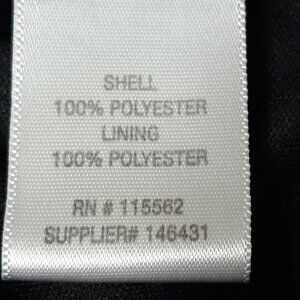 SHELL
100% POLYESTER
LINING
100% POLYESTER
RN # 115562
SUPPLIER# 146431